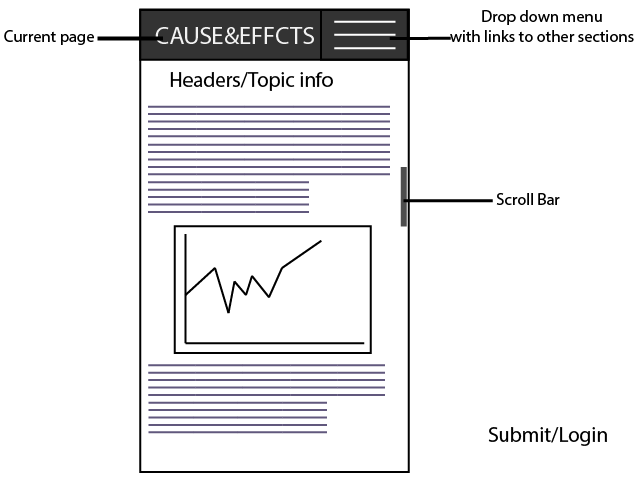 Current page
CAUSE&EFFCTS
Drop down menu
with links to other sections
Headers/Topic info
Scroll Bar
Submit/Login